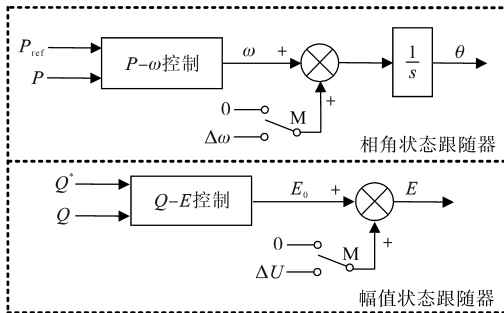 P_ref
P
P-ω控制
ω
+
1/s
θ
+
0
M
Δω
相角状态跟随器
Q*
Q
Q-E控制
E₀
+
E
+
0
M
ΔU
幅值状态跟随器